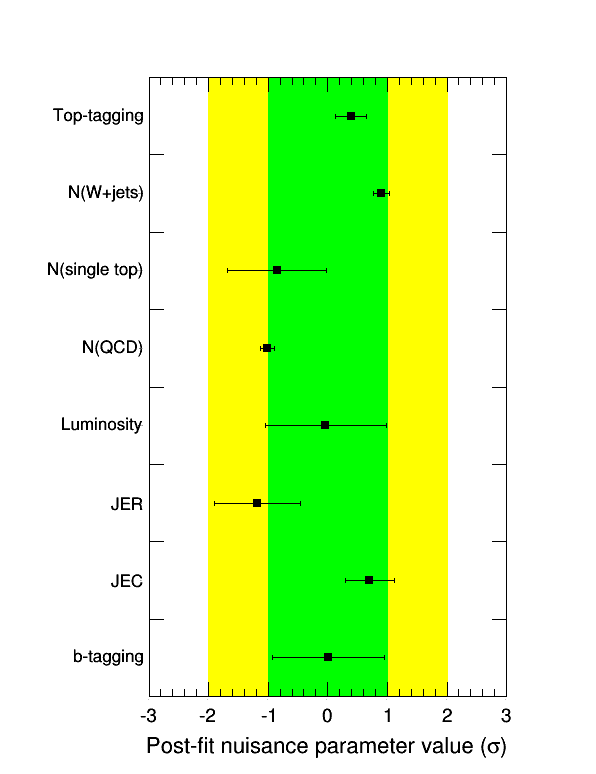 Top-tagging
N(W+jets)
N(single top)
N(QCD)
Luminosity
JER
JEC
b-tagging
-3 -2 -1 0 1 2 3
Post-fit nuisance parameter value (σ)